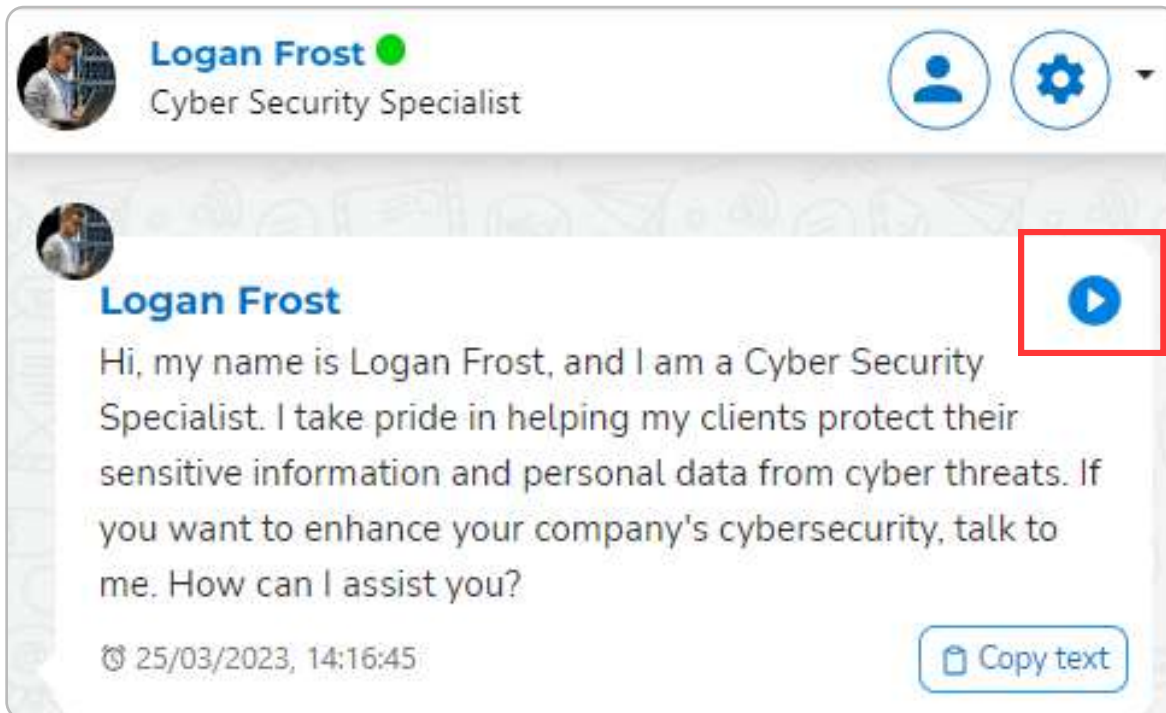 Logan Frost
Cyber Security Specialist
Logan Frost
Hi, my name is Logan Frost, and I am a Cyber Security
Specialist. I take pride in helping my clients protect their
sensitive information and personal data from cyber threats. If
you want to enhance your company's cybersecurity, talk to
me. How can I assist you?
25/03/2023, 14:16:45
Copy text